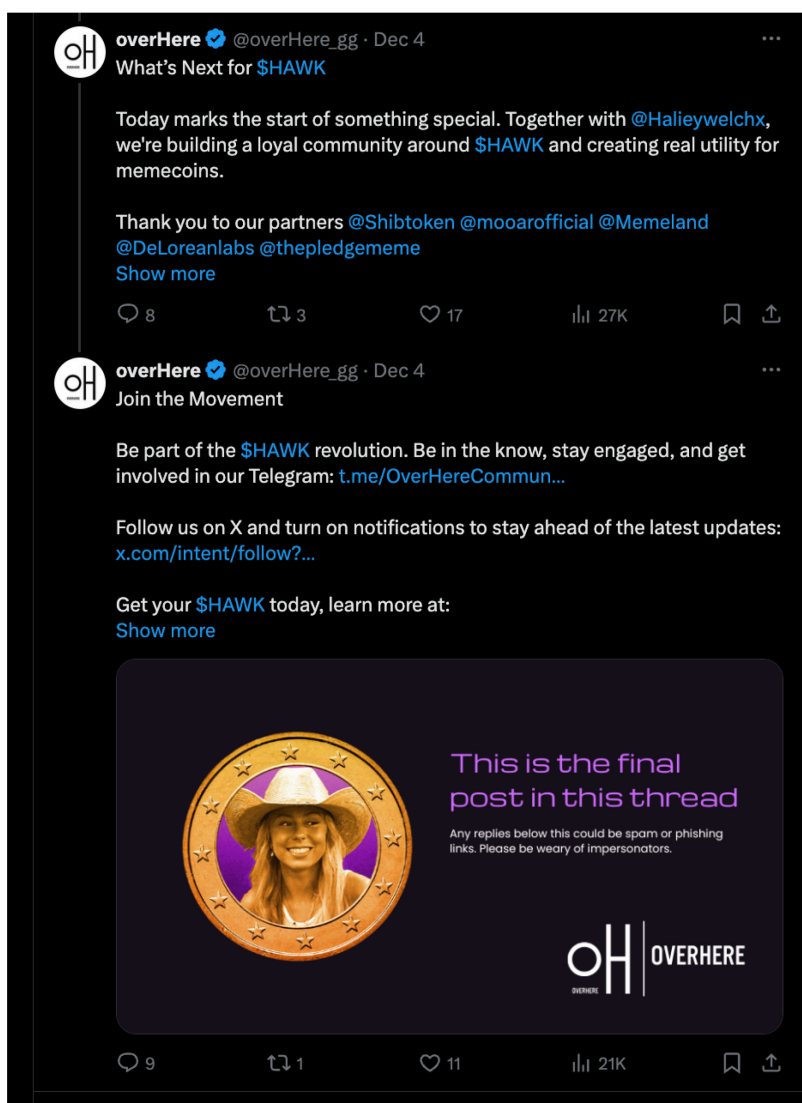 overHere @overHere_gg · Dec 4
What's Next for $HAWK
Today marks the start of something special. Together with @Halieywelchx,
we're building a loyal community around $HAWK and creating real utility for
memecoins.
Thank you to our partners @Shibtoken @mooarofficial @Memeland
@DeLoreanlabs @thepledgememe
Show more
8 3 17 27K
overHere @overHere_gg · Dec 4
Join the Movement
Be part of the $HAWK revolution. Be in the know, stay engaged, and get
involved in our Telegram: t.me/OverHereCommun...
Follow us on X and turn on notifications to stay ahead of the latest updates:
x.com/intent/follow?...
Get your $HAWK today, learn more at:
Show more
This is the final
post in this thread
Any replies below this could be spam or phishing
links. Please be weary of impersonators.
oH OVERHERE
OVERHERE
9 1 11 21K